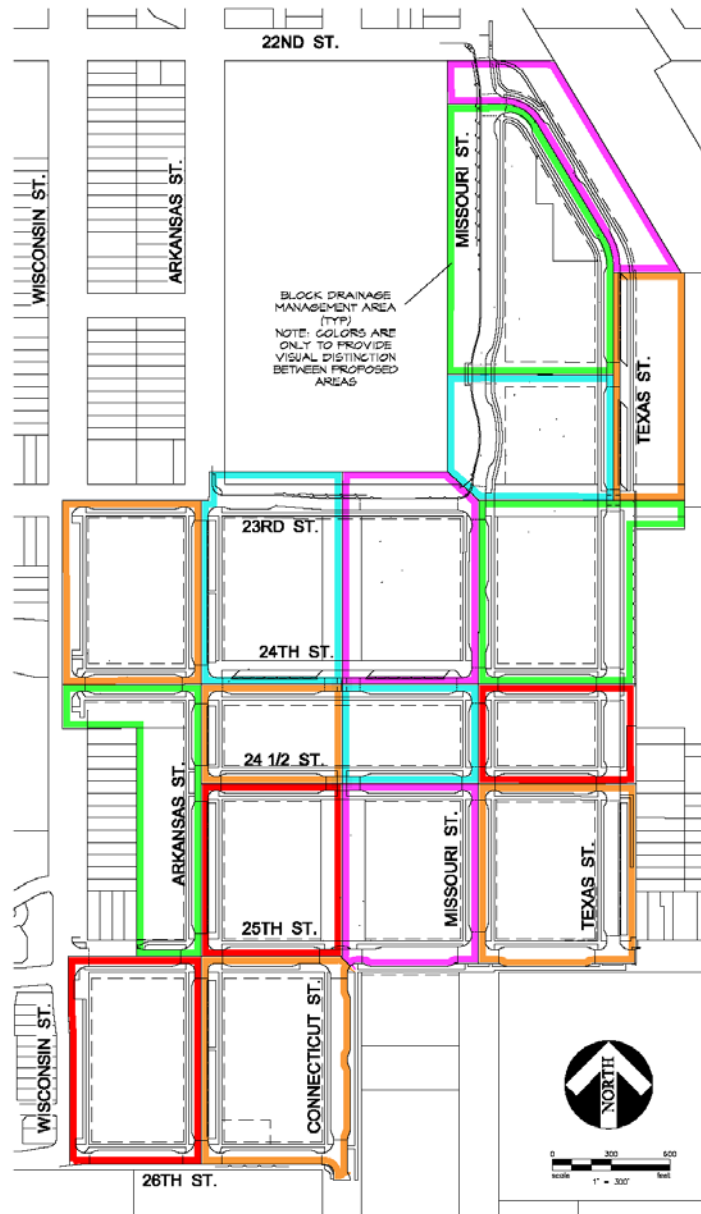 22ND ST.
WISCONSIN ST.
ARKANSAS ST.
MISSOURI ST.
BLOCK DRAINAGE
MANAGEMENT AREA
(TYP)
NOTE: COLORS ARE
ONLY TO PROVIDE
VISUAL DISTINCTION
BETWEEN PROPOSED
AREAS
TEXAS ST.
23RD ST.
24TH ST.
24 1/2 ST.
ARKANSAS ST.
MISSOURI ST.
TEXAS ST.
25TH ST.
WISCONSIN ST.
CONNECTICUT ST.
NORTH
0 300 600
scale feet
1" = 300'
26TH ST.